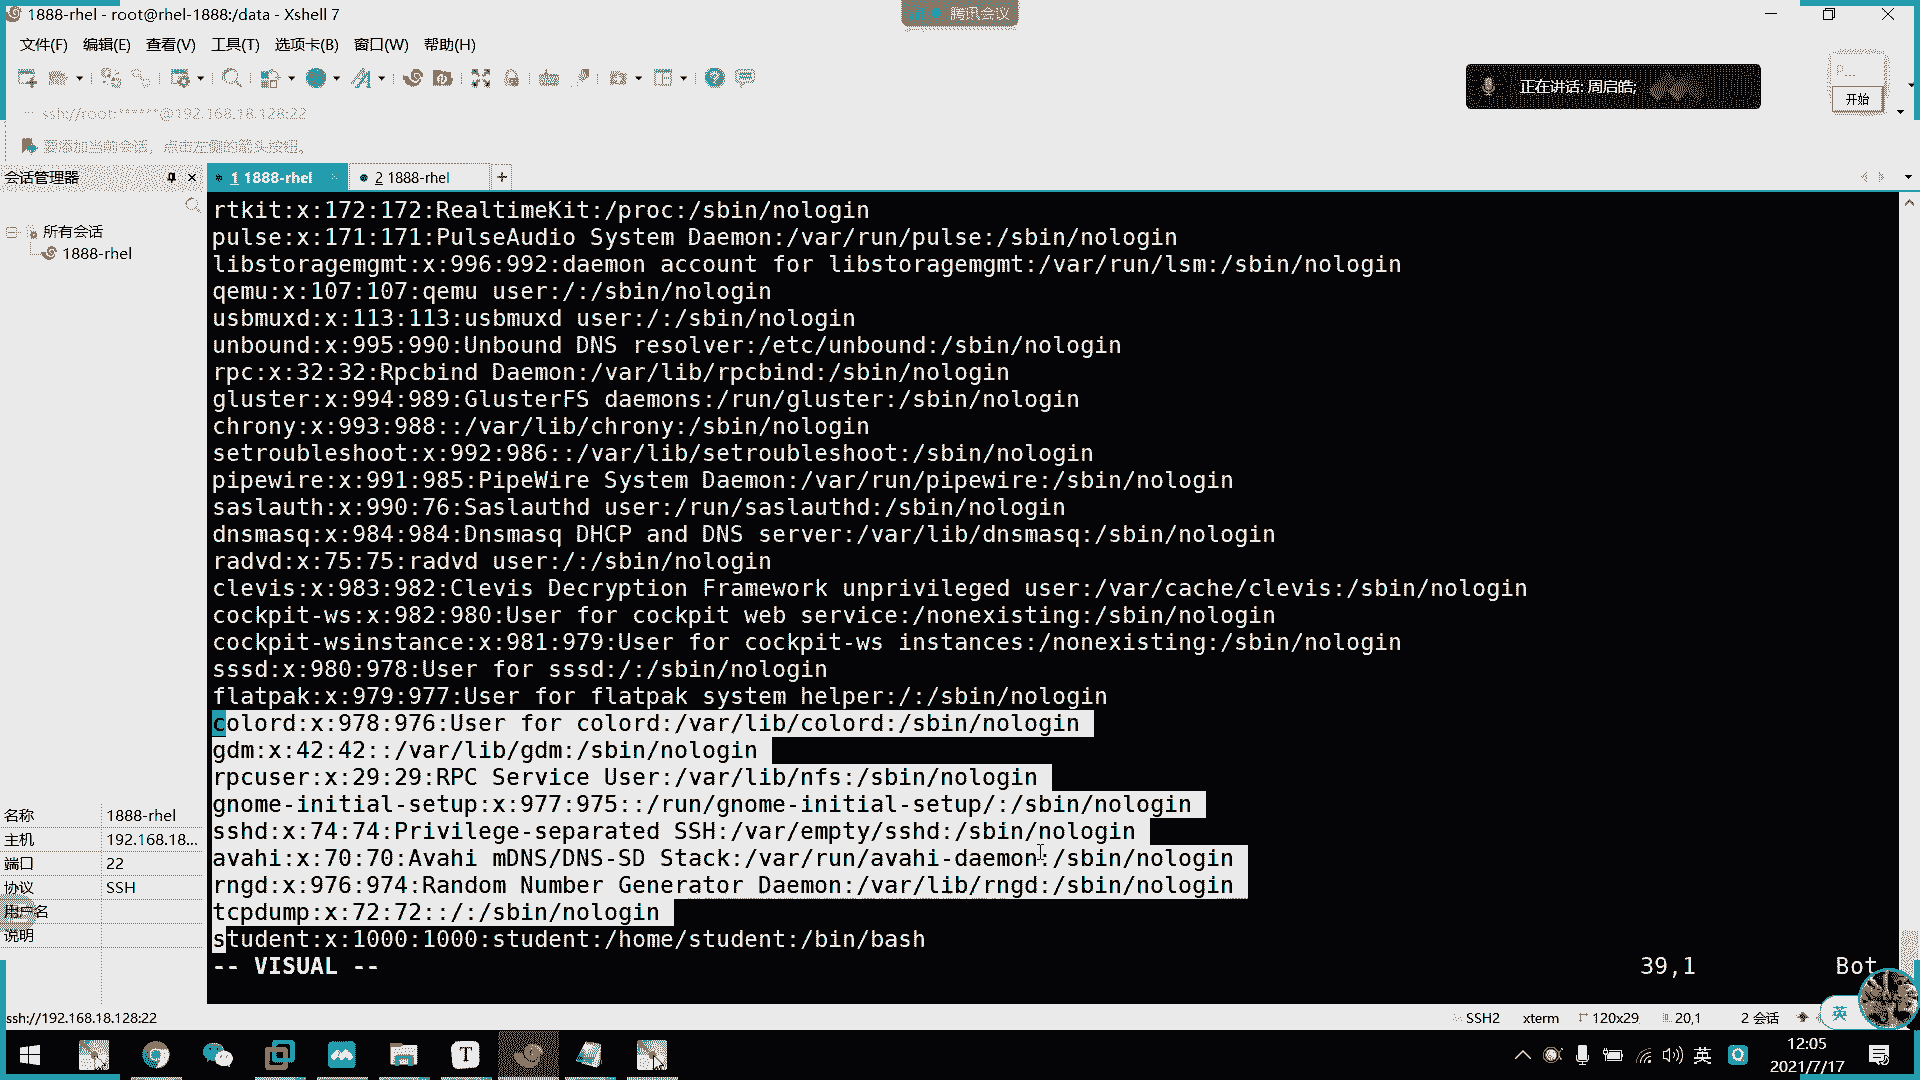 1888-rhel - root@rhel-1888:/data - Xshell 7
腾讯会议
文件(F) 编辑(E) 查看(V) 工具(T) 选项卡(B) 窗口(W) 帮助(H)
正在讲话: 周启皓;
P...
开始
ssh://root:******@192.168.18.128:22
要添加当前会话，点击左侧的箭头按钮。
会话管理器
1 1888-rhel
2 1888-rhel
+
所有会话
1888-rhel
rtkit:x:172:172:RealtimeKit:/proc:/sbin/nologin
pulse:x:171:171:PulseAudio System Daemon:/var/run/pulse:/sbin/nologin
libstoragemgmt:x:996:992:daemon account for libstoragemgmt:/var/run/lsm:/sbin/nologin
qemu:x:107:107:qemu user:/:/sbin/nologin
usbmuxd:x:113:113:usbmuxd user:/:/sbin/nologin
unbound:x:995:990:Unbound DNS resolver:/etc/unbound:/sbin/nologin
rpc:x:32:32:Rpcbind Daemon:/var/lib/rpcbind:/sbin/nologin
gluster:x:994:989:GlusterFS daemons:/run/gluster:/sbin/nologin
chrony:x:993:988::/var/lib/chrony:/sbin/nologin
setroubleshoot:x:992:986::/var/lib/setroubleshoot:/sbin/nologin
pipewire:x:991:985:PipeWire System Daemon:/var/run/pipewire:/sbin/nologin
saslauth:x:990:76:Saslauthd user:/run/saslauthd:/sbin/nologin
dnsmasq:x:984:984:Dnsmasq DHCP and DNS server:/var/lib/dnsmasq:/sbin/nologin
radvd:x:75:75:radvd user:/:/sbin/nologin
clevis:x:983:982:Clevis Decryption Framework unprivileged user:/var/cache/clevis:/sbin/nologin
cockpit-ws:x:982:980:User for cockpit web service:/nonexisting:/sbin/nologin
cockpit-wsinstance:x:981:979:User for cockpit-ws instances:/nonexisting:/sbin/nologin
sssd:x:980:978:User for sssd:/:/sbin/nologin
flatpak:x:979:977:User for flatpak system helper:/:/sbin/nologin
colord:x:978:976:User for colord:/var/lib/colord:/sbin/nologin
gdm:x:42:42::/var/lib/gdm:/sbin/nologin
rpcuser:x:29:29:RPC Service User:/var/lib/nfs:/sbin/nologin
gnome-initial-setup:x:977:975::/run/gnome-initial-setup/:/sbin/nologin
sshd:x:74:74:Privilege-separated SSH:/var/empty/sshd:/sbin/nologin
avahi:x:70:70:Avahi mDNS/DNS-SD Stack:/var/run/avahi-daemon:/sbin/nologin
rngd:x:976:974:Random Number Generator Daemon:/var/lib/rngd:/sbin/nologin
tcpdump:x:72:72::/:/sbin/nologin
student:x:1000:1000:student:/home/student:/bin/bash
-- VISUAL -- 39,1 Bot
名称 1888-rhel
主机 192.168.18...
端口 22
协议 SSH
用户名
说明
ssh://192.168.18.128:22
SSH2 xterm 120x29 20,1 2 会话
英
英
12:05
2021/7/17